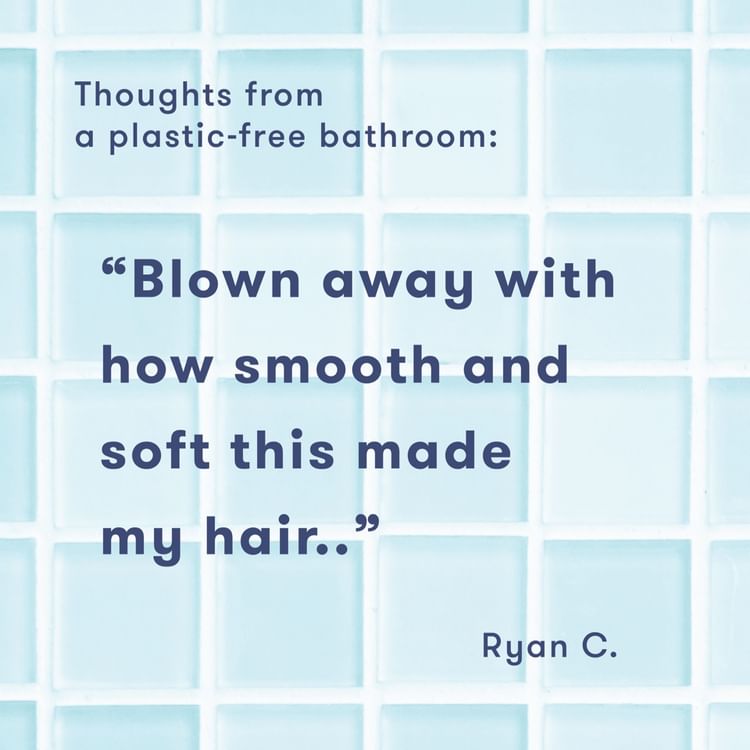 Thoughts from
a plastic-free bathroom:
“Blown away with
how smooth and
soft this made
my hair..”
Ryan C.